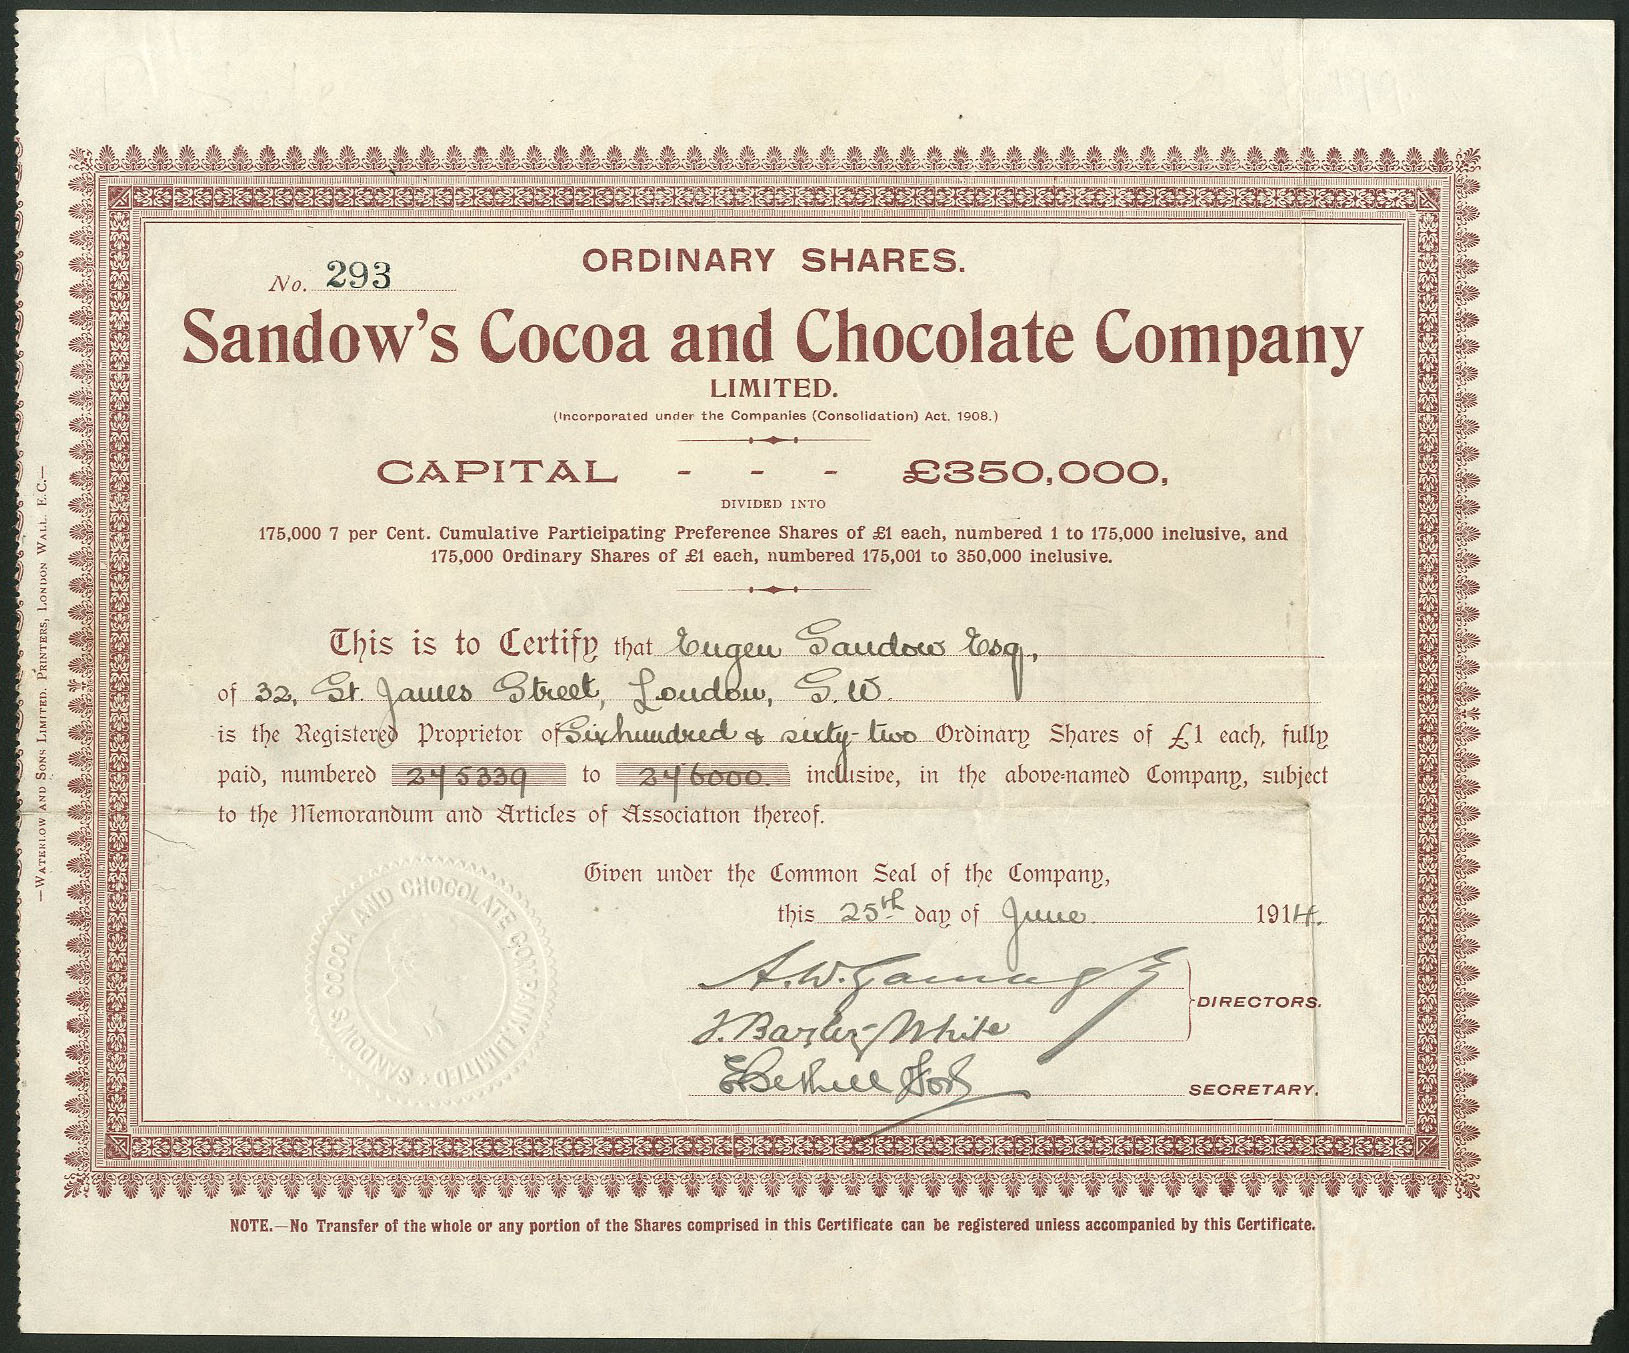 ORDINARY SHARES.
No. 293
Sandow's Cocoa and Chocolate Company
LIMITED.
(Incorporated under the Companies (Consolidation) Act, 1908.)
CAPITAL - - - £350,000,
DIVIDED INTO
175,000 7 per Cent. Cumulative Participating Preference Shares of £1 each, numbered 1 to 175,000 inclusive, and
175,000 Ordinary Shares of £1 each, numbered 175,001 to 350,000 inclusive.
This is to Certify that Eugen Sandow Esq,
of 32, St. James Street, London, S.W.
is the Registered Proprietor of Six hundred & sixty-two Ordinary Shares of £1 each, fully
paid, numbered 245339 to 246000. inclusive, in the above-named Company, subject
to the Memorandum and Articles of Association thereof.
Given under the Common Seal of the Company,
this 25th day of June 1914.
A.W. Gamage
DIRECTORS.
White
SECRETARY.
SANDOW'S COCOA AND CHOCOLATE COMPANY LIMITED
NOTE.—No Transfer of the whole or any portion of the Shares comprised in this Certificate can be registered unless accompanied by this Certificate.
—WATERLOW AND SONS LIMITED, PRINTERS, LONDON WALL, E.C.—